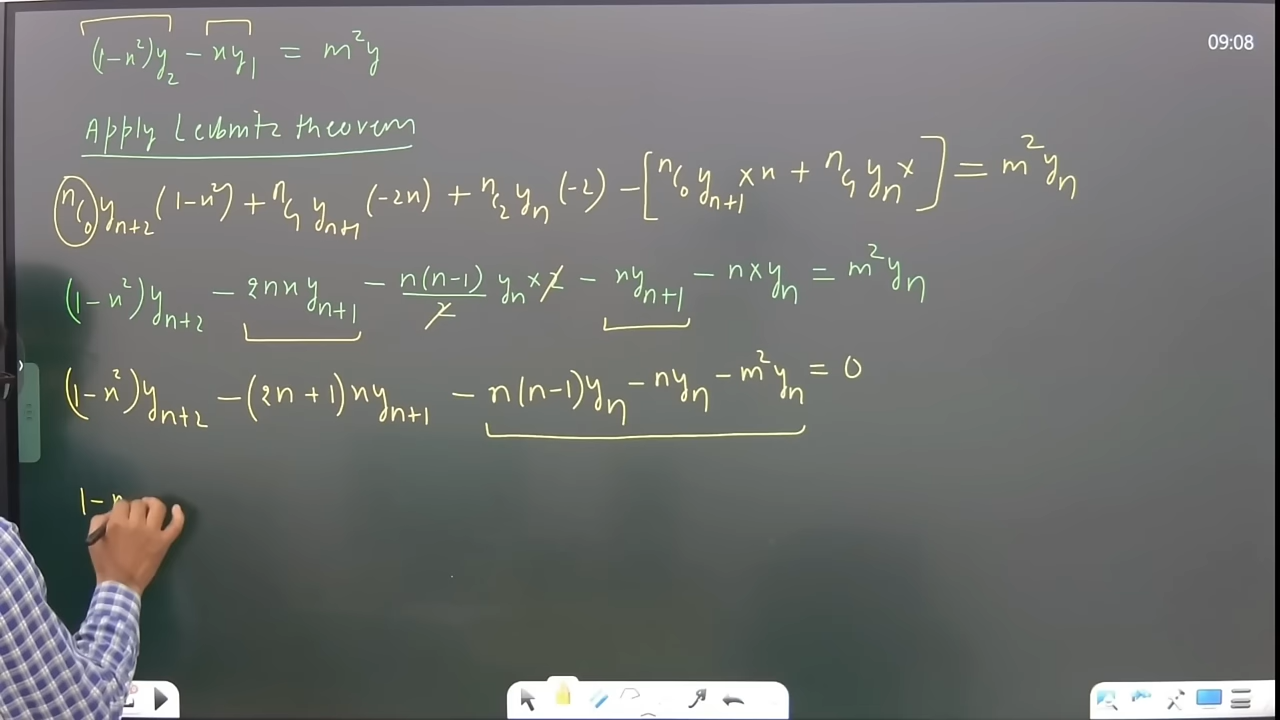 09:08
(1-x²)y₂ - xy₁ = m²y
Apply Leibnitz theorem
ⁿC₀ yₙ₊₂ (1-x²) + ⁿC₁ yₙ₊₁ (-2x) + ⁿC₂ yₙ (-2) - [ⁿC₀ yₙ₊₁ × x + ⁿC₁ yₙ ×] = m²yₙ
(1-x²)yₙ₊₂ - 2nxyₙ₊₁ - n(n-1)/2 yₙ × 2 - xyₙ₊₁ - n × yₙ = m²yₙ
(1-x²)yₙ₊₂ - (2n+1)xyₙ₊₁ - n(n-1)yₙ - nyₙ - m²yₙ = 0
1-x